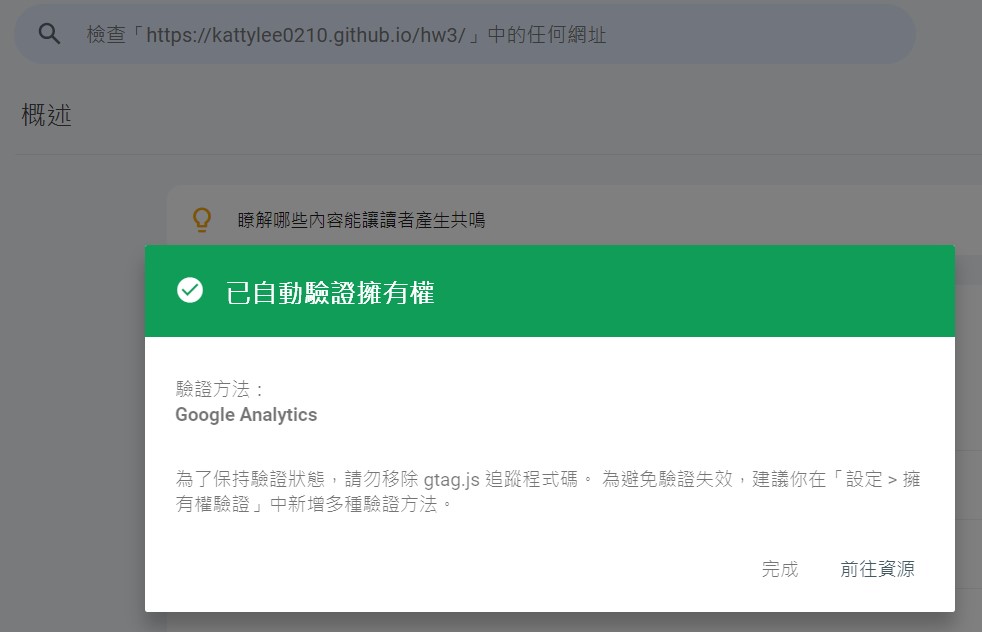 檢查「https://kattylee0210.github.io/hw3/」中的任何網址
概述
瞭解哪些內容能讓讀者產生共鳴
已自動驗證擁有權
驗證方法：
Google Analytics
為了保持驗證狀態，請勿移除 gtag.js 追蹤程式碼。 為避免驗證失效，建議你在「設定 > 擁
有權驗證」中新增多種驗證方法。
完成 前往資源